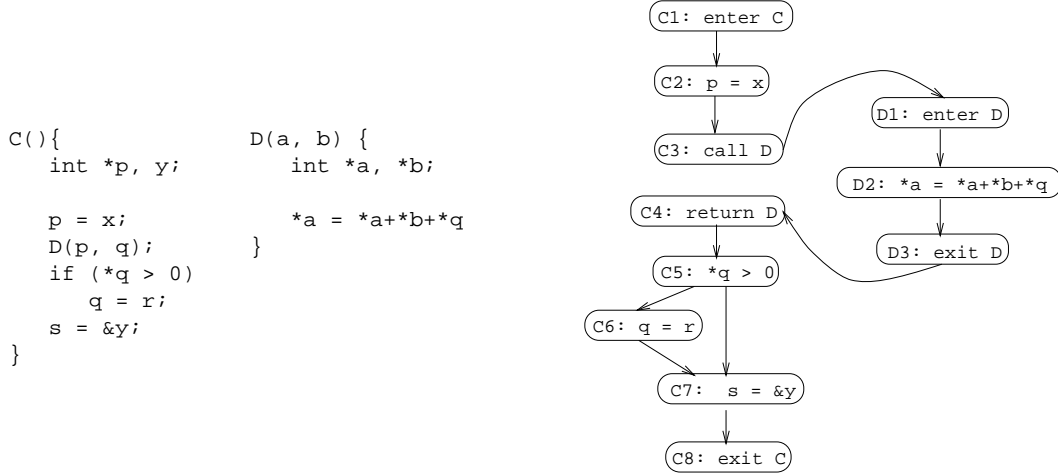 C(){
int *p, y;
p = x;
D(p, q);
if (*q > 0)
q = r;
s = &y;
}
D(a, b) {
int *a, *b;
*a = *a+*b+*q
}
C1: enter C
C2: p = x
C3: call D
D1: enter D
D2: *a = *a+*b+*q
D3: exit D
C4: return D
C5: *q > 0
C6: q = r
C7: s = &y
C8: exit C